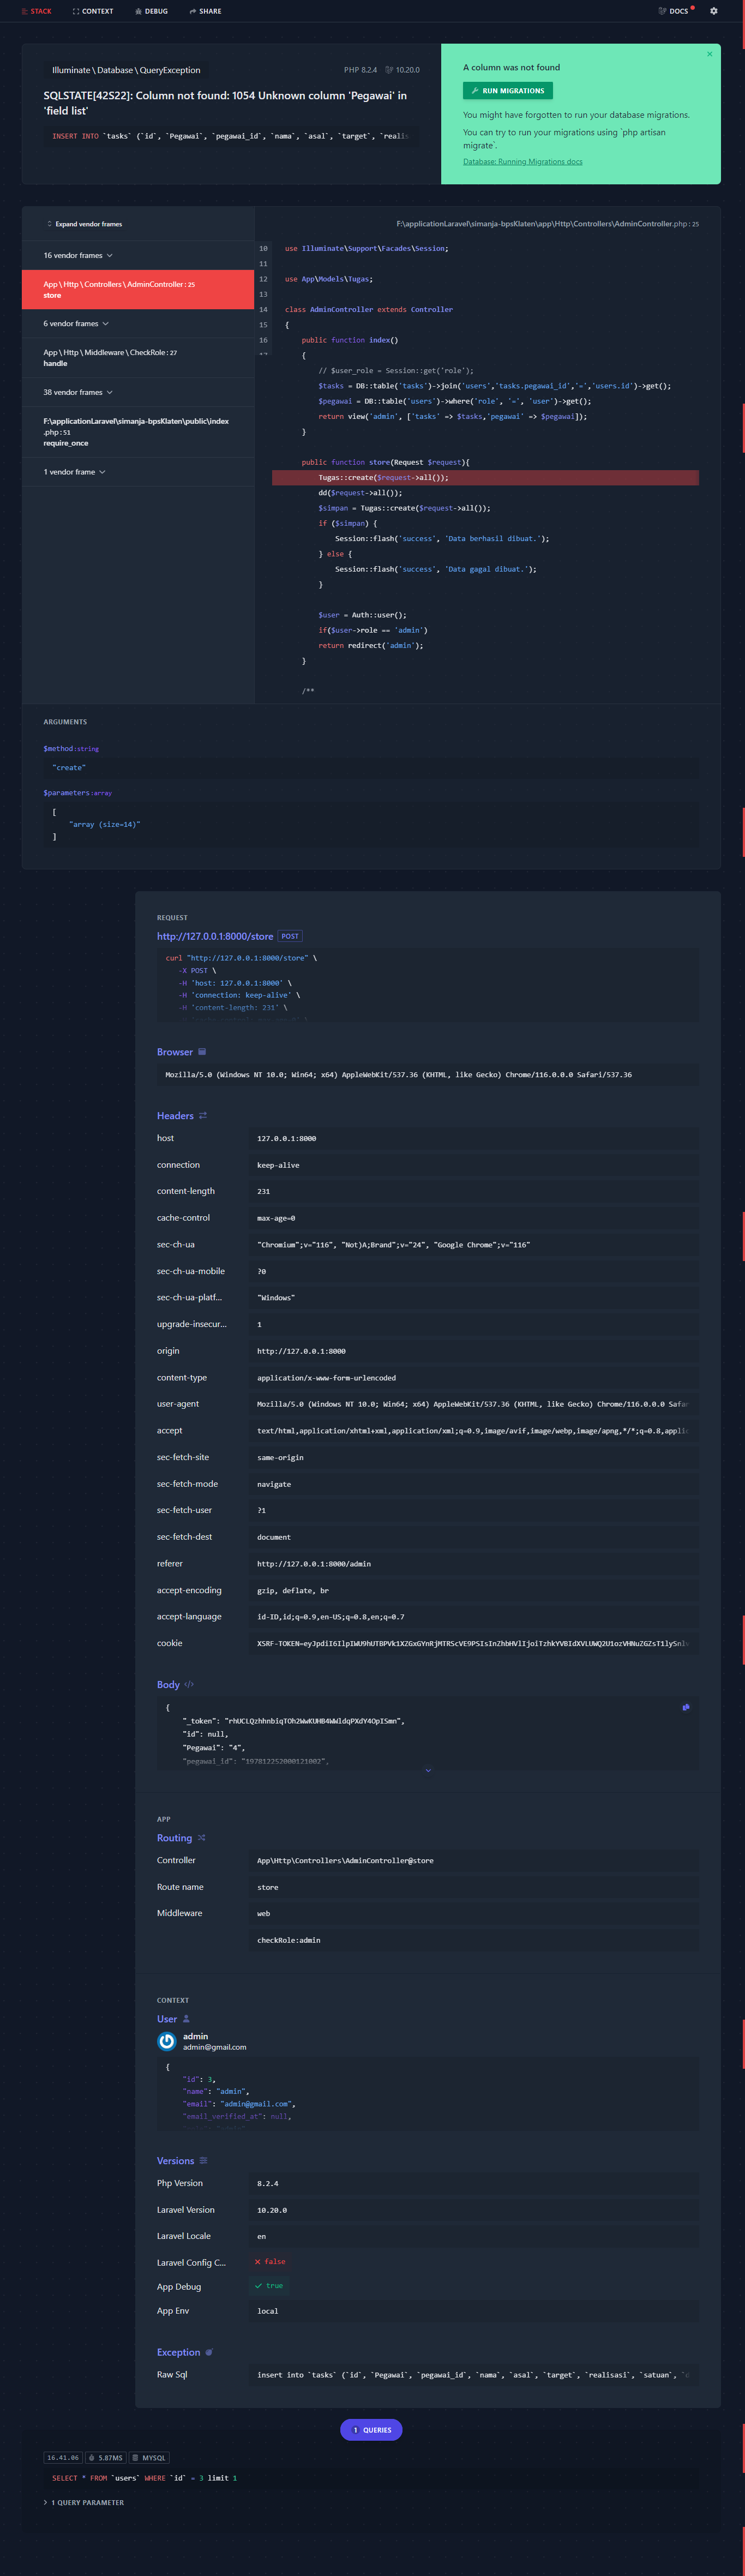 STACK
CONTEXT
DEBUG
SHARE
DOCS
Illuminate\Database\QueryException
PHP 8.2.4
10.20.0
SQLSTATE[42S22]: Column not found: 1054 Unknown column 'Pegawai' in
'field list'
INSERT INTO `tasks` (`id`, `Pegawai`, `pegawai_id`, `nama`, `asal`, `target`, `realis
A column was not found
RUN MIGRATIONS
You might have forgotten to run your database migrations.
You can try to run your migrations using `php artisan
migrate`.
Database: Running Migrations docs
Expand vendor frames
16 vendor frames
App\Http\Controllers\AdminController:25
store
6 vendor frames
App\Http\Middleware\CheckRole:27
handle
38 vendor frames
F:\applicationLaravel\simanja-bpsKlaten\public\index
.php:51
require_once
1 vendor frame
F:\applicationLaravel\simanja-bpsKlaten\app\Http\Controllers\AdminController.php:25
10 use Illuminate\Support\Facades\Session;
11
12 use App\Models\Tugas;
13
14 class AdminController extends Controller
15 {
16 public function index()
17 {
// $user_role = Session::get('role');
$tasks = DB::table('tasks')->join('users','tasks.pegawai_id','=','users.id')->get();
$pegawai = DB::table('users')->where('role', '=', 'user')->get();
return view('admin', ['tasks' => $tasks,'pegawai' => $pegawai]);
}
public function store(Request $request){
Tugas::create($request->all());
dd($request->all());
$simpan = Tugas::create($request->all());
if ($simpan) {
Session::flash('success', 'Data berhasil dibuat.');
} else {
Session::flash('success', 'Data gagal dibuat.');
}
$user = Auth::user();
if($user->role == 'admin')
return redirect('admin');
}
/**
ARGUMENTS
$method:string
"create"
$parameters:array
[
"array (size=14)"
]
REQUEST
http://127.0.0.1:8000/store POST
curl "http://127.0.0.1:8000/store" \
-X POST \
-H 'host: 127.0.0.1:8000' \
-H 'connection: keep-alive' \
-H 'content-length: 231' \
Browser
Mozilla/5.0 (Windows NT 10.0; Win64; x64) AppleWebKit/537.36 (KHTML, like Gecko) Chrome/116.0.0.0 Safari/537.36
Headers
host 127.0.0.1:8000
connection keep-alive
content-length 231
cache-control max-age=0
sec-ch-ua "Chromium";v="116", "Not)A;Brand";v="24", "Google Chrome";v="116"
sec-ch-ua-mobile ?0
sec-ch-ua-platf... "Windows"
upgrade-insecur... 1
origin http://127.0.0.1:8000
content-type application/x-www-form-urlencoded
user-agent Mozilla/5.0 (Windows NT 10.0; Win64; x64) AppleWebKit/537.36 (KHTML, like Gecko) Chrome/116.0.0.0 Safar
accept text/html,application/xhtml+xml,application/xml;q=0.9,image/avif,image/webp,image/apng,*/*;q=0.8,applic
sec-fetch-site same-origin
sec-fetch-mode navigate
sec-fetch-user ?1
sec-fetch-dest document
referer http://127.0.0.1:8000/admin
accept-encoding gzip, deflate, br
accept-language id-ID,id;q=0.9,en-US;q=0.8,en;q=0.7
cookie
Body
{
"_token": "rhUCLQzhhnbiqTOh2WwKUHB4WWldqPXdY4OpISmn",
"id": null,
"Pegawai": "4",
"pegawai_id": "197812252000121002",
APP
Routing
Controller App\Http\Controllers\AdminController@store
Route name store
Middleware web
checkRole:admin
CONTEXT
User
admin
admin@gmail.com
{
"id": 3,
"name": "admin",
"email": "admin@gmail.com",
"email_verified_at": null,
Versions
Php Version 8.2.4
Laravel Version 10.20.0
Laravel Locale en
Laravel Config C... false
App Debug true
App Env local
Exception
Raw Sql insert into `tasks` (`id`, `Pegawai`, `pegawai_id`, `nama`, `asal`, `target`, `realisasi`, `satuan`, `d
1 QUERIES
16.41.06 5.87MS MYSQL
SELECT * FROM `users` WHERE `id` = 3 limit 1
1 QUERY PARAMETER